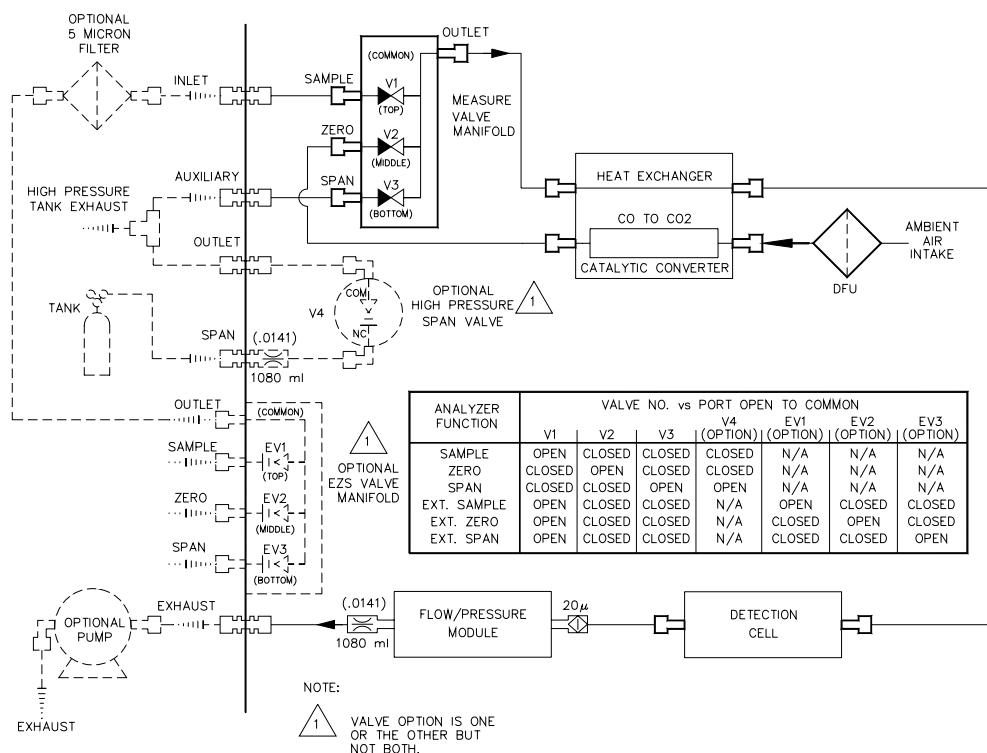 OPTIONAL
5 MICRON
FILTER
INLET
SAMPLE
ZERO
SPAN
(COMMON)
V1
(TOP)
V2
(MIDDLE)
V3
(BOTTOM)
OUTLET
MEASURE
VALVE
MANIFOLD
HEAT EXCHANGER
CO TO CO2
CATALYTIC CONVERTER
AMBIENT
AIR
INTAKE
DFU
AUXILIARY
HIGH PRESSURE
TANK EXHAUST
OUTLET
TANK
COM
V4
NC
OPTIONAL
HIGH PRESSURE
SPAN VALVE
1
SPAN
(.0141)
1080 ml
OUTLET
(COMMON)
SAMPLE
EV1
(TOP)
ZERO
EV2
(MIDDLE)
SPAN
EV3
(BOTTOM)
1
OPTIONAL
EZS VALVE
MANIFOLD
ANALYZER
FUNCTION
VALVE NO. vs PORT OPEN TO COMMON
V1 V2 V3 V4 (OPTION) EV1 (OPTION) EV2 (OPTION) EV3 (OPTION)
SAMPLE OPEN CLOSED CLOSED CLOSED N/A N/A N/A
ZERO CLOSED OPEN CLOSED CLOSED N/A N/A N/A
SPAN CLOSED CLOSED OPEN OPEN N/A N/A N/A
EXT. SAMPLE OPEN CLOSED CLOSED N/A OPEN CLOSED CLOSED
EXT. ZERO OPEN CLOSED CLOSED N/A CLOSED OPEN CLOSED
EXT. SPAN OPEN CLOSED CLOSED N/A CLOSED CLOSED OPEN
OPTIONAL
PUMP
EXHAUST
EXHAUST
(.0141)
1080 ml
FLOW/PRESSURE
MODULE
20µ
DETECTION
CELL
NOTE:
1
VALVE OPTION IS ONE
OR THE OTHER BUT
NOT BOTH.